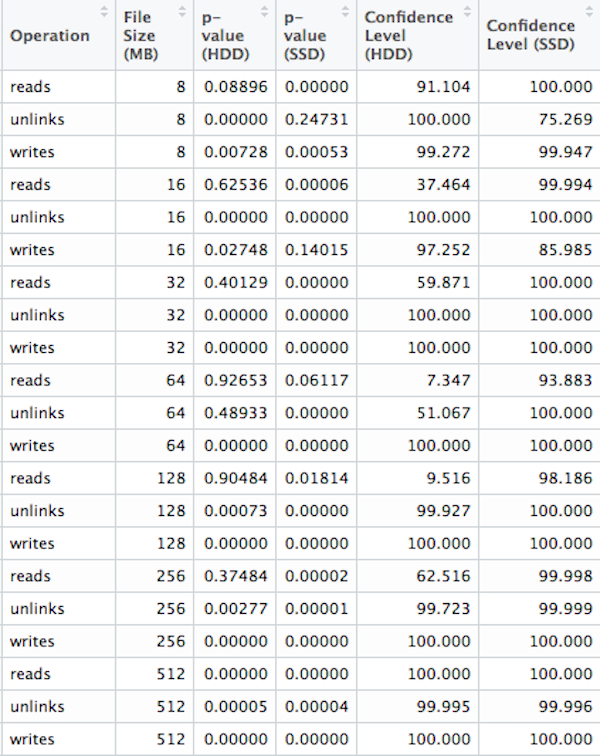 Operation File Size (MB) p-value (HDD) p-value (SSD) Confidence Level (HDD) Confidence Level (SSD)
reads 8 0.08896 0.00000 91.104 100.000
unlinks 8 0.00000 0.24731 100.000 75.269
writes 8 0.00728 0.00053 99.272 99.947
reads 16 0.62536 0.00006 37.464 99.994
unlinks 16 0.00000 0.00000 100.000 100.000
writes 16 0.02748 0.14015 97.252 85.985
reads 32 0.40129 0.00000 59.871 100.000
unlinks 32 0.00000 0.00000 100.000 100.000
writes 32 0.00000 0.00000 100.000 100.000
reads 64 0.92653 0.06117 7.347 93.883
unlinks 64 0.48933 0.00000 51.067 100.000
writes 64 0.00000 0.00000 100.000 100.000
reads 128 0.90484 0.01814 9.516 98.186
unlinks 128 0.00073 0.00000 99.927 100.000
writes 128 0.00000 0.00000 100.000 100.000
reads 256 0.37484 0.00002 62.516 99.998
unlinks 256 0.00277 0.00001 99.723 99.999
writes 256 0.00000 0.00000 100.000 100.000
reads 512 0.00000 0.00000 100.000 100.000
unlinks 512 0.00005 0.00004 99.995 99.996
writes 512 0.00000 0.00000 100.000 100.000